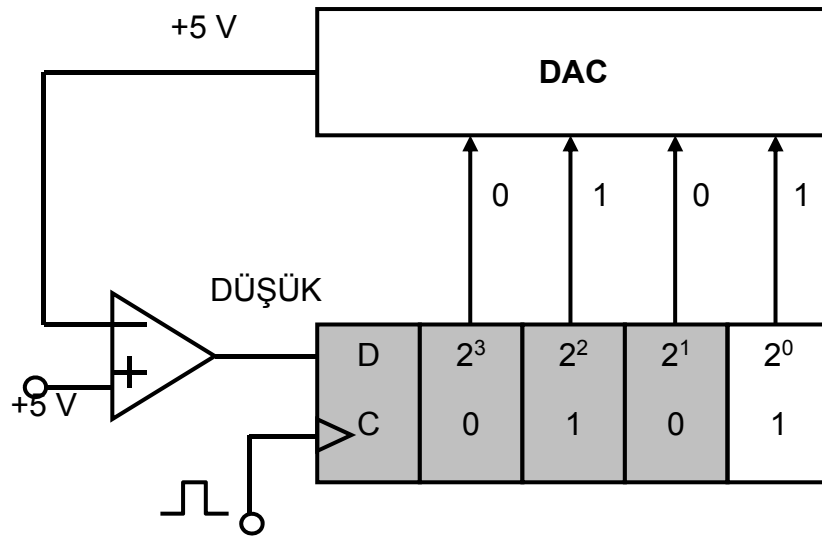 +5 V
DAC
0 1 0 1
DÜŞÜK
D 2³ 2² 2¹ 2⁰
+5 V
C 0 1 0 1